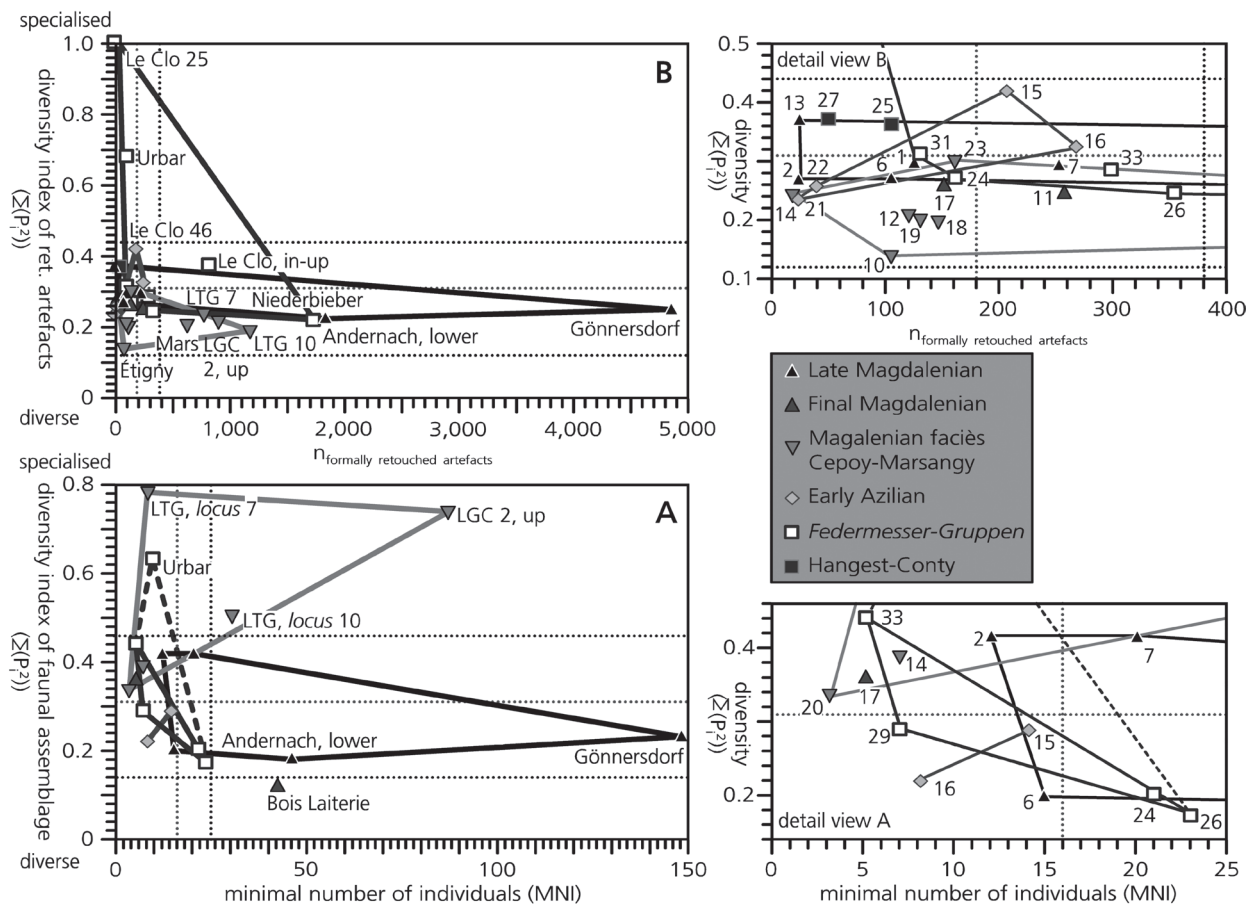 specialised
1.0
0.8
0.6
0.4
0.2
0
diverse
divensity index of ret. artefacts
(∑(Pᵢ²))
B
Le Clo 25
Urbar
Le Clo 46
Le Clo, in-up
LTG 7
Niederbieber
Mars
LGC
2, up
LTG 10
Andernach, lower
Gönnersdorf
Étigny
0
1,000
2,000
3,000
4,000
5,000
n formally retouched artefacts
0.5
0.4
0.2
0.1
divensity
(∑(Pᵢ²))
detail view B
13
27
25
15
16
2
22
6
1
31
23
7
33
14
21
17
24
11
26
12
19
18
10
0
100
200
300
400
n formally retouched artefacts
Late Magdalenian
Final Magdalenian
Magalenian faciès
Cepoy-Marsangy
Early Azilian
Federmesser-Gruppen
Hangest-Conty
specialised
0.8
0.6
0.4
0.2
0
diverse
divensity index of faunal assemblage
(∑(Pᵢ²))
A
LTG, locus 7
LGC 2, up
Urbar
LTG, locus 10
Andernach, lower
Gönnersdorf
Bois Laiterie
0
50
100
150
minimal number of individuals (MNI)
0.4
0.2
divensity
(∑(Pᵢ²))
33
14
2
7
20
17
29
15
16
6
24
26
detail view A
0
5
10
15
20
25
minimal number of individuals (MNI)